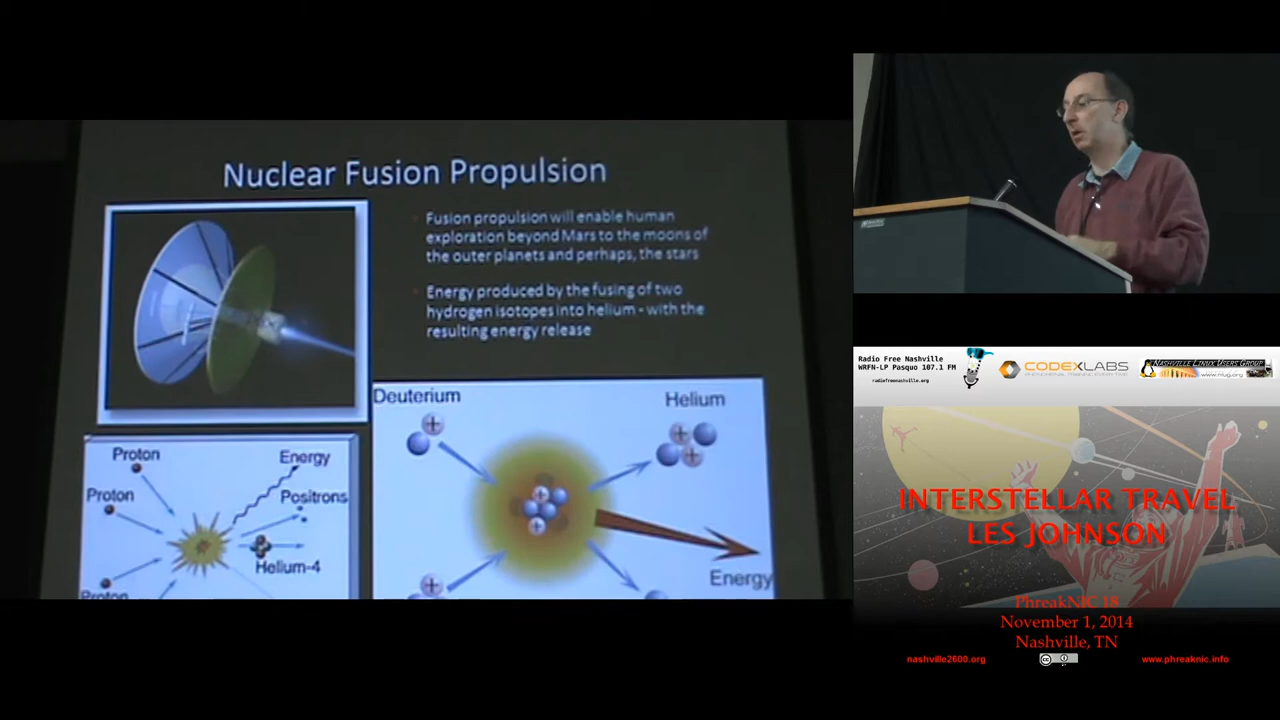 Nuclear Fusion Propulsion
Fusion propulsion will enable human
exploration beyond Mars to the moons of
the outer planets and perhaps, the stars
Energy produced by the fusing of two
hydrogen isotopes into helium - with the
resulting energy release
Deuterium
Helium
Energy
Proton
Energy
Proton
Positrons
Helium-4
Proton
Radio Free Nashville
WRFN-LP Pasquo 107.1 FM
radiofreenashville.org
CODEXLABS
NASHVILLE LINUX USERS GROUP
www.nlug.org
INTERSTELLAR TRAVEL
LES JOHNSON
PhreakNIC 18
November 1, 2014
Nashville, TN
nashville2600.org
cc
www.phreaknic.info